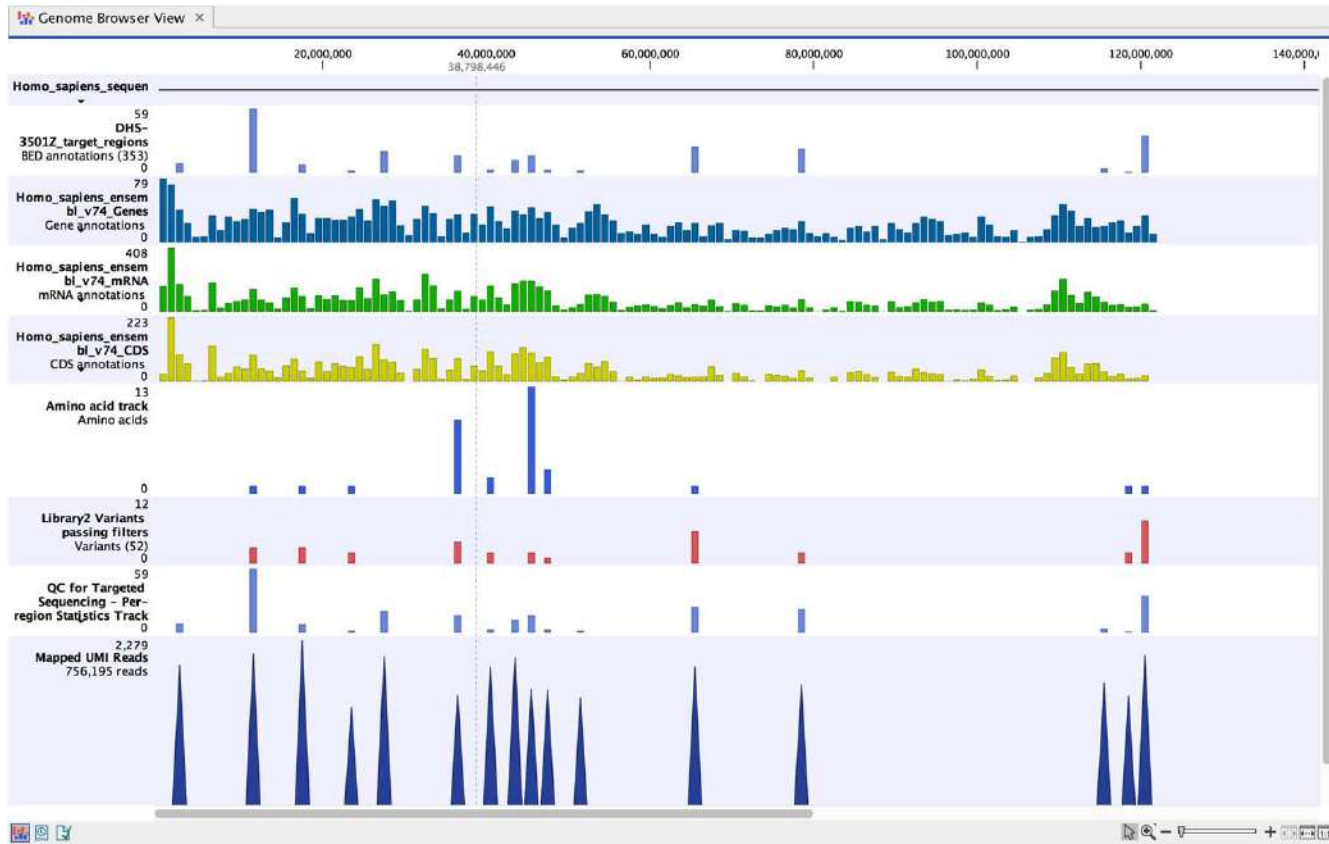 Genome Browser View ×
20,000,000 40,000,000 60,000,000 80,000,000 100,000,000 120,000,000 140,000,
38,798,446
Homo_sapiens_sequen
59
DHS-
3501Z_target_regions
BED annotations (353)
0
79
Homo_sapiens_ensem
bl_v74_Genes
Gene annotations
0
408
Homo_sapiens_ensem
bl_v74_mRNA
mRNA annotations
0
223
Homo_sapiens_ensem
bl_v74_CDS
CDS annotations
0
13
Amino acid track
Amino acids
0
12
Library2 Variants
passing filters
Variants (52)
0
59
QC for Targeted
Sequencing - Per-
region Statistics Track
0
2,279
Mapped UMI Reads
756,195 reads